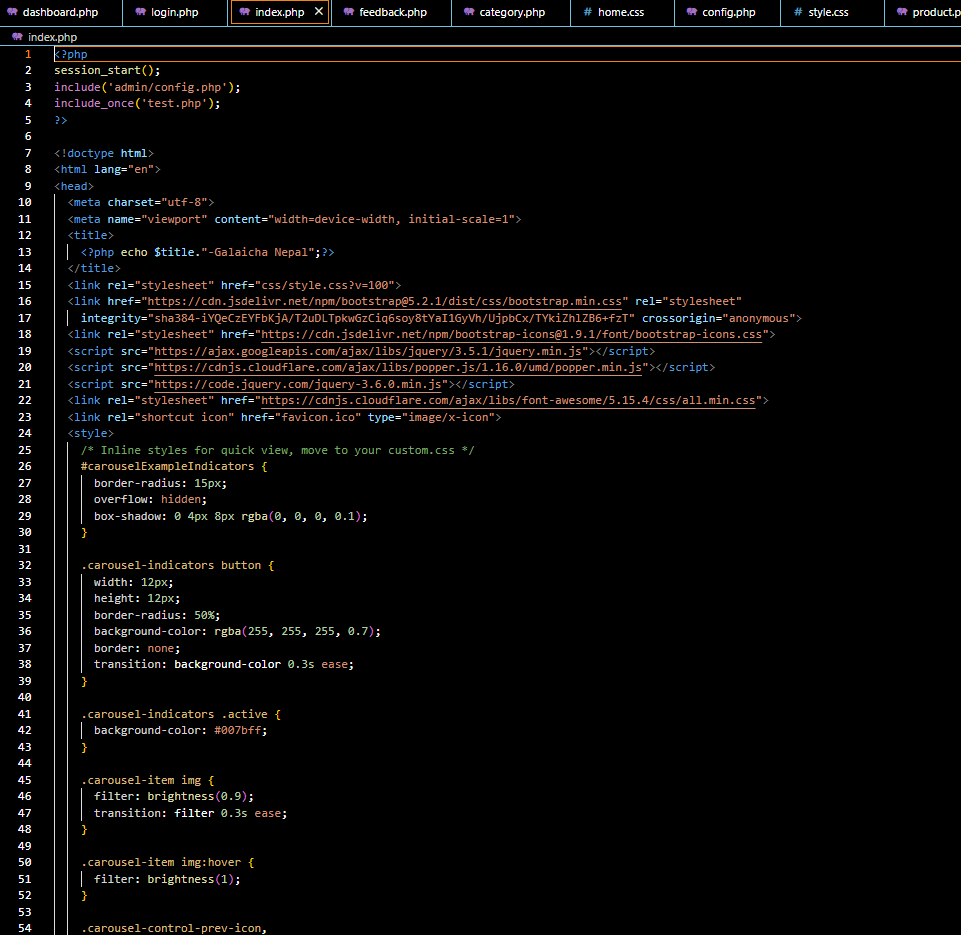 dashboard.php login.php index.php × feedback.php category.php # home.css config.php # style.css product.p
index.php
1 <?php
2 session_start();
3 include('admin/config.php');
4 include_once('test.php');
5 ?>
6
7 <!doctype html>
8 <html lang="en">
9 <head>
10 <meta charset="utf-8">
11 <meta name="viewport" content="width=device-width, initial-scale=1">
12 <title>
13 <?php echo $title."-Galaicha Nepal";?>
14 </title>
15 <link rel="stylesheet" href="css/style.css?v=100">
16 <link href="https://cdn.jsdelivr.net/npm/bootstrap@5.2.1/dist/css/bootstrap.min.css" rel="stylesheet"
17 integrity="sha384-iYQeCzEYFbKjA/T2uDLTpkwGzCiq6soy8tYaI1GyVh/UjpbCx/TYkiZhlZB6+fzT" crossorigin="anonymous">
18 <link rel="stylesheet" href="https://cdn.jsdelivr.net/npm/bootstrap-icons@1.9.1/font/bootstrap-icons.css">
19 <script src="https://ajax.googleapis.com/ajax/libs/jquery/3.5.1/jquery.min.js"></script>
20 <script src="https://cdnjs.cloudflare.com/ajax/libs/popper.js/1.16.0/umd/popper.min.js"></script>
21 <script src="https://code.jquery.com/jquery-3.6.0.min.js"></script>
22 <link rel="stylesheet" href="https://cdnjs.cloudflare.com/ajax/libs/font-awesome/5.15.4/css/all.min.css">
23 <link rel="shortcut icon" href="favicon.ico" type="image/x-icon">
24 <style>
25 /* Inline styles for quick view, move to your custom.css */
26 #carouselExampleIndicators {
27 border-radius: 15px;
28 overflow: hidden;
29 box-shadow: 0 4px 8px rgba(0, 0, 0, 0.1);
30 }
31
32 .carousel-indicators button {
33 width: 12px;
34 height: 12px;
35 border-radius: 50%;
36 background-color: rgba(255, 255, 255, 0.7);
37 border: none;
38 transition: background-color 0.3s ease;
39 }
40
41 .carousel-indicators .active {
42 background-color: #007bff;
43 }
44
45 .carousel-item img {
46 filter: brightness(0.9);
47 transition: filter 0.3s ease;
48 }
49
50 .carousel-item img:hover {
51 filter: brightness(1);
52 }
53
54 .carousel-control-prev-icon,